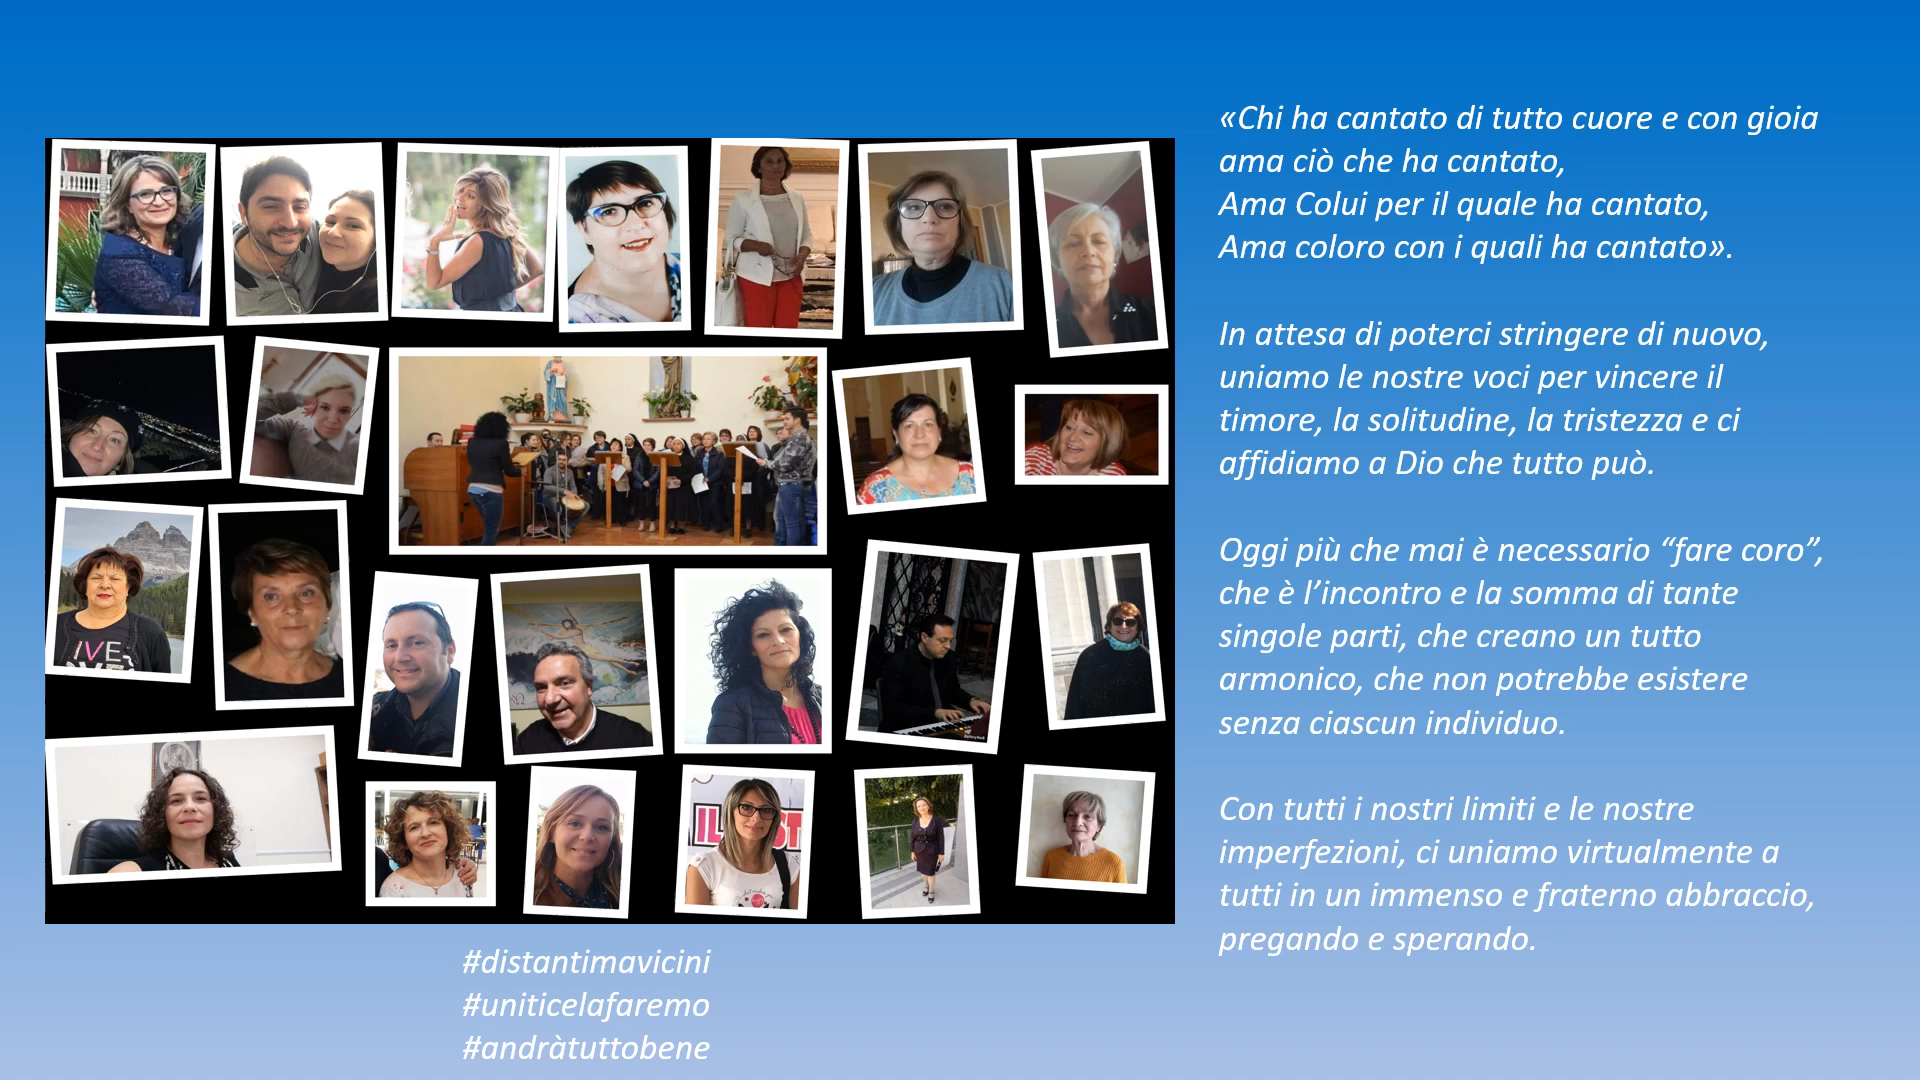 «Chi ha cantato di tutto cuore e con gioia
ama ciò che ha cantato,
Ama Colui per il quale ha cantato,
Ama coloro con i quali ha cantato».
In attesa di poterci stringere di nuovo,
uniamo le nostre voci per vincere il
timore, la solitudine, la tristezza e ci
affidiamo a Dio che tutto può.
Oggi più che mai è necessario “fare coro”,
che è l’incontro e la somma di tante
singole parti, che creano un tutto
armonico, che non potrebbe esistere
senza ciascun individuo.
Con tutti i nostri limiti e le nostre
imperfezioni, ci uniamo virtualmente a
tutti in un immenso e fraterno abbraccio,
pregando e sperando.
#distantimavicini
#uniticelafaremo
#andràtuttobene